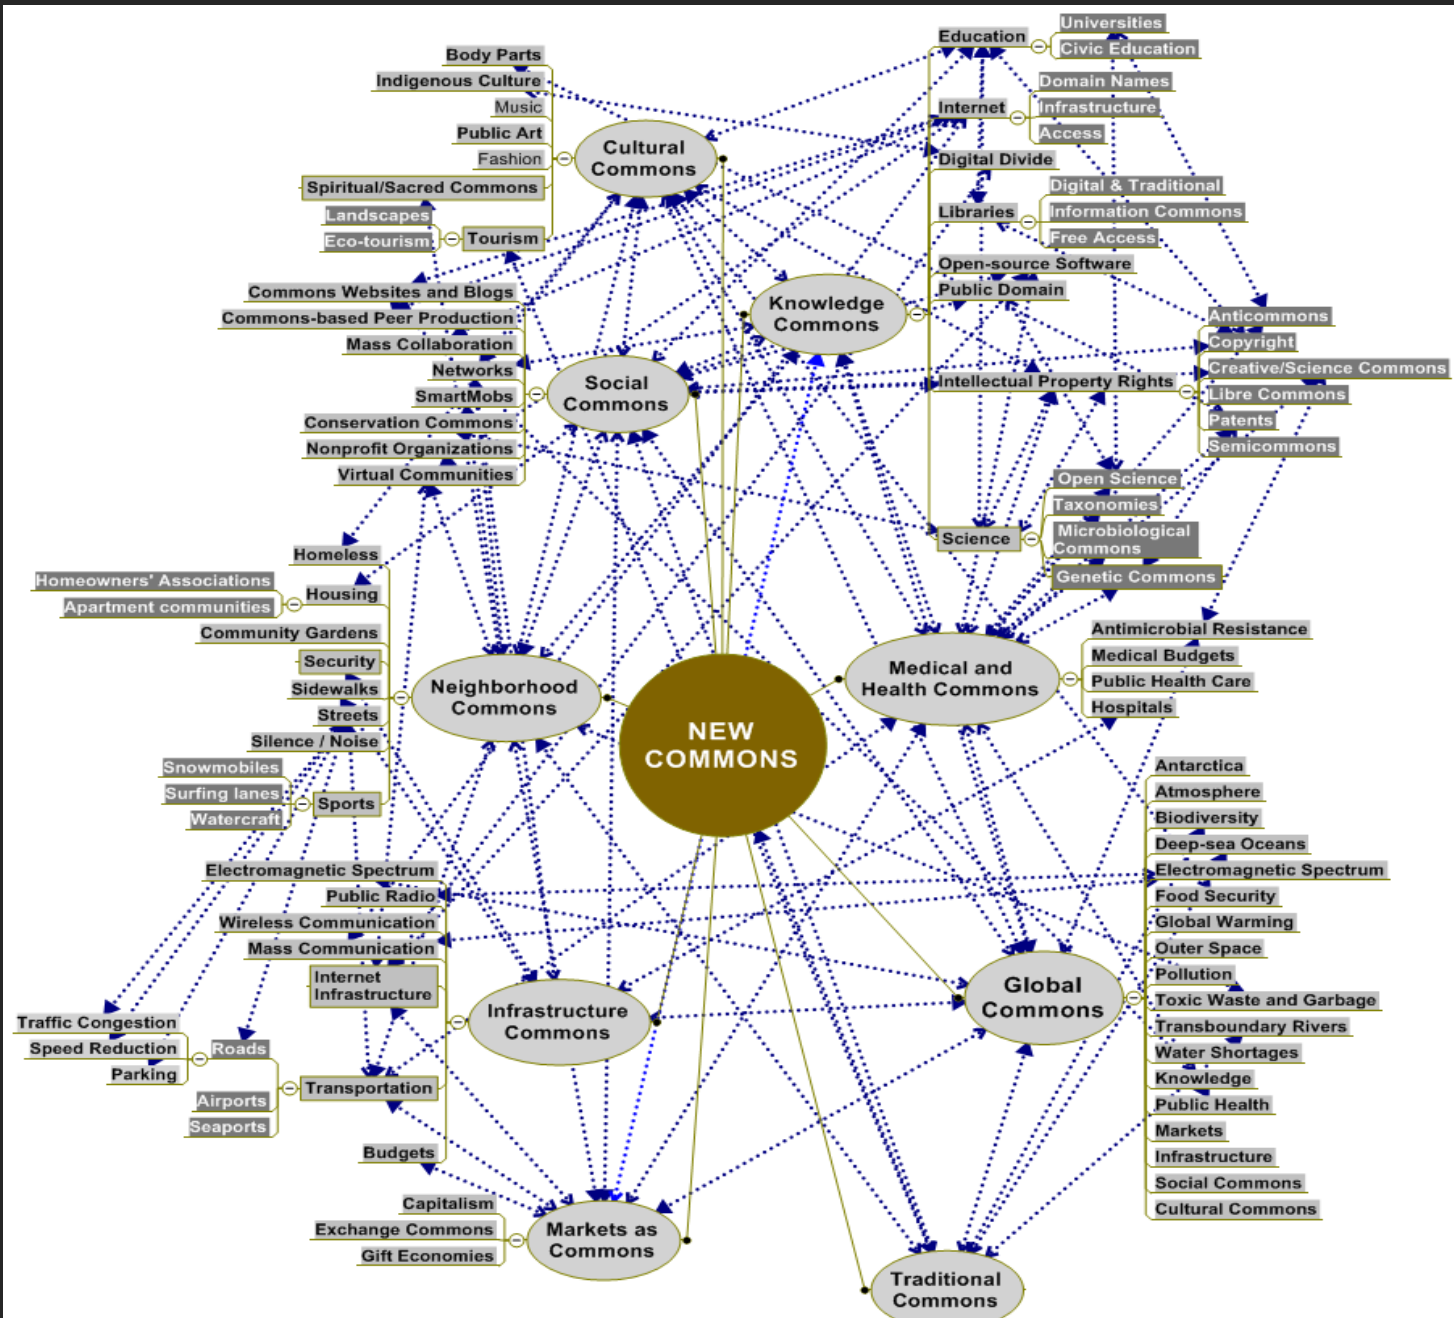 Body Parts
Indigenous Culture
Music
Public Art
Fashion
Spiritual/Sacred Commons
Landscapes
Eco-tourism
Tourism
Cultural
Commons
Education
Universities
Civic Education
Internet
Domain Names
Infrastructure
Access
Digital Divide
Libraries
Digital & Traditional
Information Commons
Free Access
Open-source Software
Public Domain
Knowledge
Commons
Intellectual Property Rights
Anticommons
Copyright
Creative/Science Commons
Libre Commons
Patents
Semicommons
Science
Open Science
Taxonomies
Microbiological
Commons
Genetic Commons
Commons Websites and Blogs
Commons-based Peer Production
Mass Collaboration
Networks
SmartMobs
Conservation Commons
Nonprofit Organizations
Virtual Communities
Social
Commons
Homeless
Homeowners' Associations
Apartment communities
Housing
Community Gardens
Security
Sidewalks
Streets
Silence / Noise
Snowmobiles
Surfing lanes
Watercraft
Sports
Neighborhood
Commons
NEW
COMMONS
Medical and
Health Commons
Antimicrobial Resistance
Medical Budgets
Public Health Care
Hospitals
Electromagnetic Spectrum
Public Radio
Wireless Communication
Mass Communication
Internet
Infrastructure
Traffic Congestion
Speed Reduction
Parking
Roads
Airports
Seaports
Transportation
Budgets
Infrastructure
Commons
Global
Commons
Antarctica
Atmosphere
Biodiversity
Deep-sea Oceans
Electromagnetic Spectrum
Food Security
Global Warming
Outer Space
Pollution
Toxic Waste and Garbage
Transboundary Rivers
Water Shortages
Knowledge
Public Health
Markets
Infrastructure
Social Commons
Cultural Commons
Capitalism
Exchange Commons
Gift Economies
Markets as
Commons
Traditional
Commons